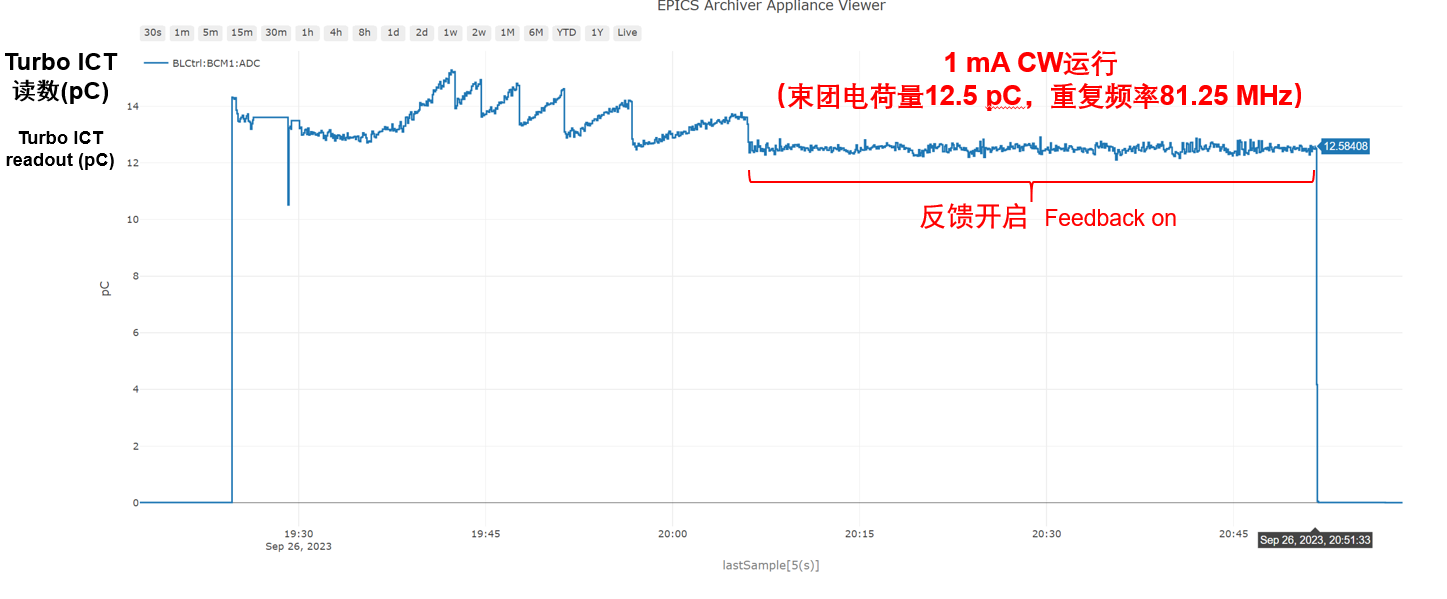 EPICS Archiver Appliance Viewer
30s 1m 5m 15m 30m 1h 4h 8h 1d 2d 1w 2w 1M 6M YTD 1Y Live
Turbo ICT
读数(pC)
Turbo ICT
readout (pC)
BLCtrl:BCM1:ADC
1 mA CW运行
（束团电荷量12.5 pC，重复频率81.25 MHz）
14
12
10
8
6
4
2
0
pC
12.58408
反馈开启 Feedback on
19:30
Sep 26, 2023
19:45
20:00
20:15
20:30
20:45
Sep 26, 2023, 20:51:33
lastSample[5(s)]